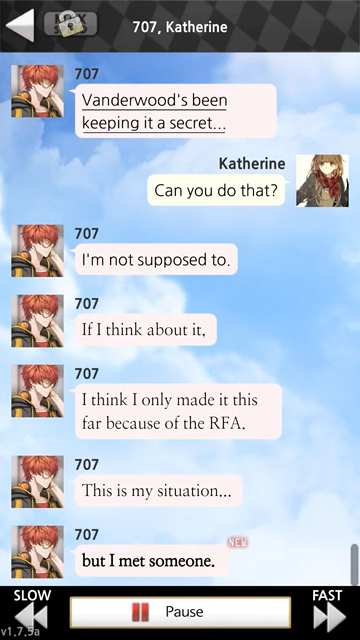 707, Katherine
707
Vanderwood's been
keeping it a secret...
Katherine
Can you do that?
707
I'm not supposed to.
707
If I think about it,
707
I think I only made it this
far because of the RFA.
707
This is my situation...
707
NEW
but I met someone.
SLOW
Pause
FAST
v1,7,5a